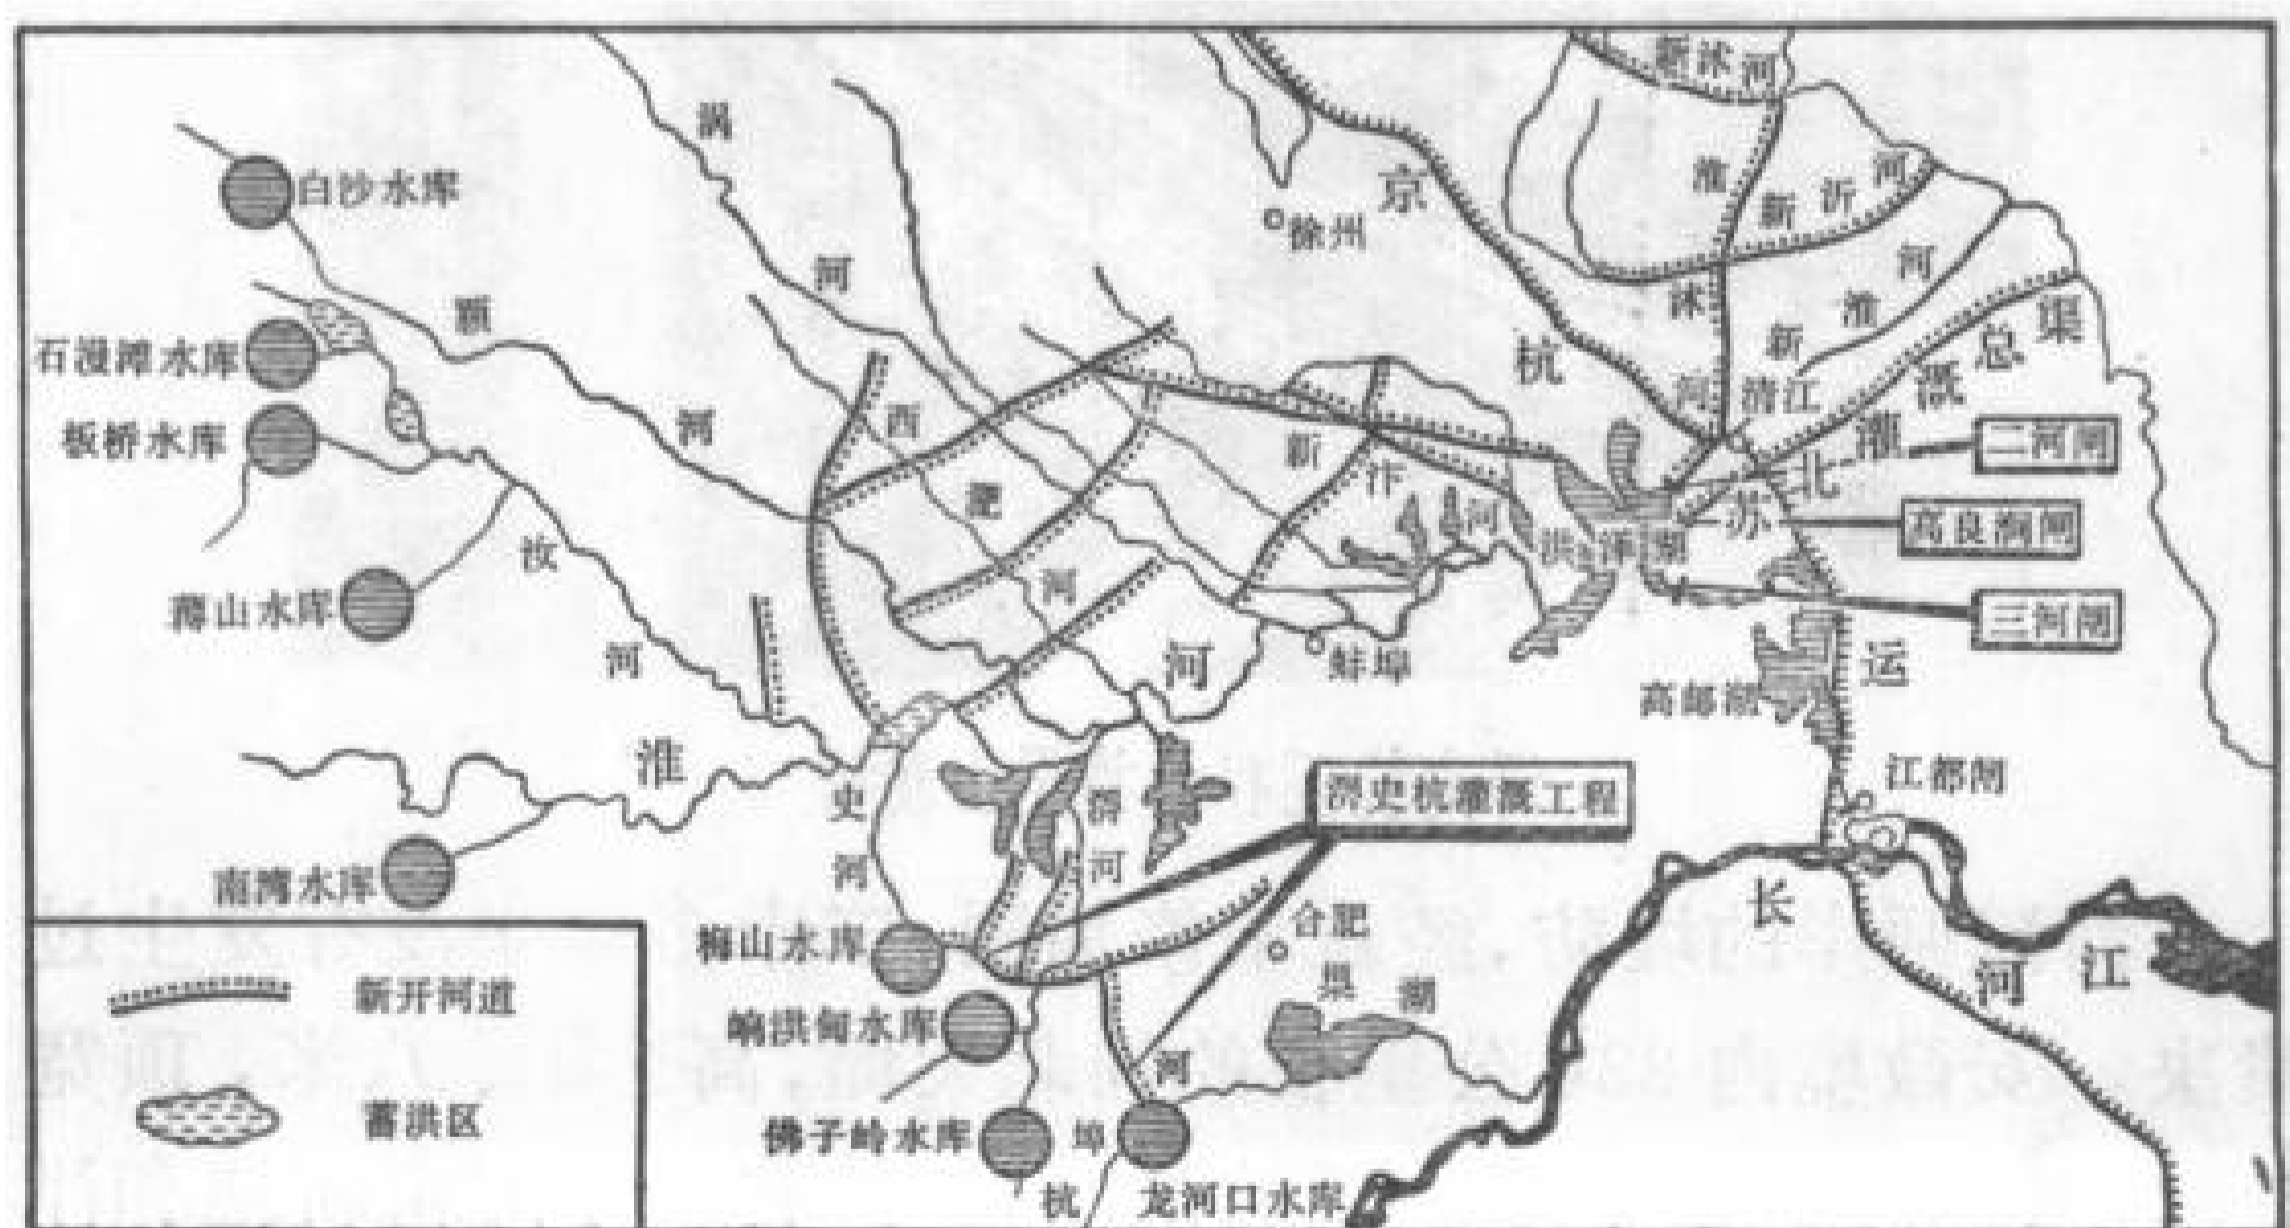 新沭河
涡河
白沙水库
京杭运河
徐州
淮沭河
新沂河
颍河
新淮河
石漫滩水库
板桥水库
西淝河
新汴河
清江
苏北灌溉总渠
二河闸
高良涧闸
三河闸
洪泽湖
薄山水库
汝河
蚌埠
高邮湖
淮河
史河
淠河
江都闸
淠史杭灌溉工程
南湾水库
长江
合肥
巢湖
梅山水库
响洪甸水库
佛子岭水库
杭埠河
龙河口水库
新开河道
蓄洪区